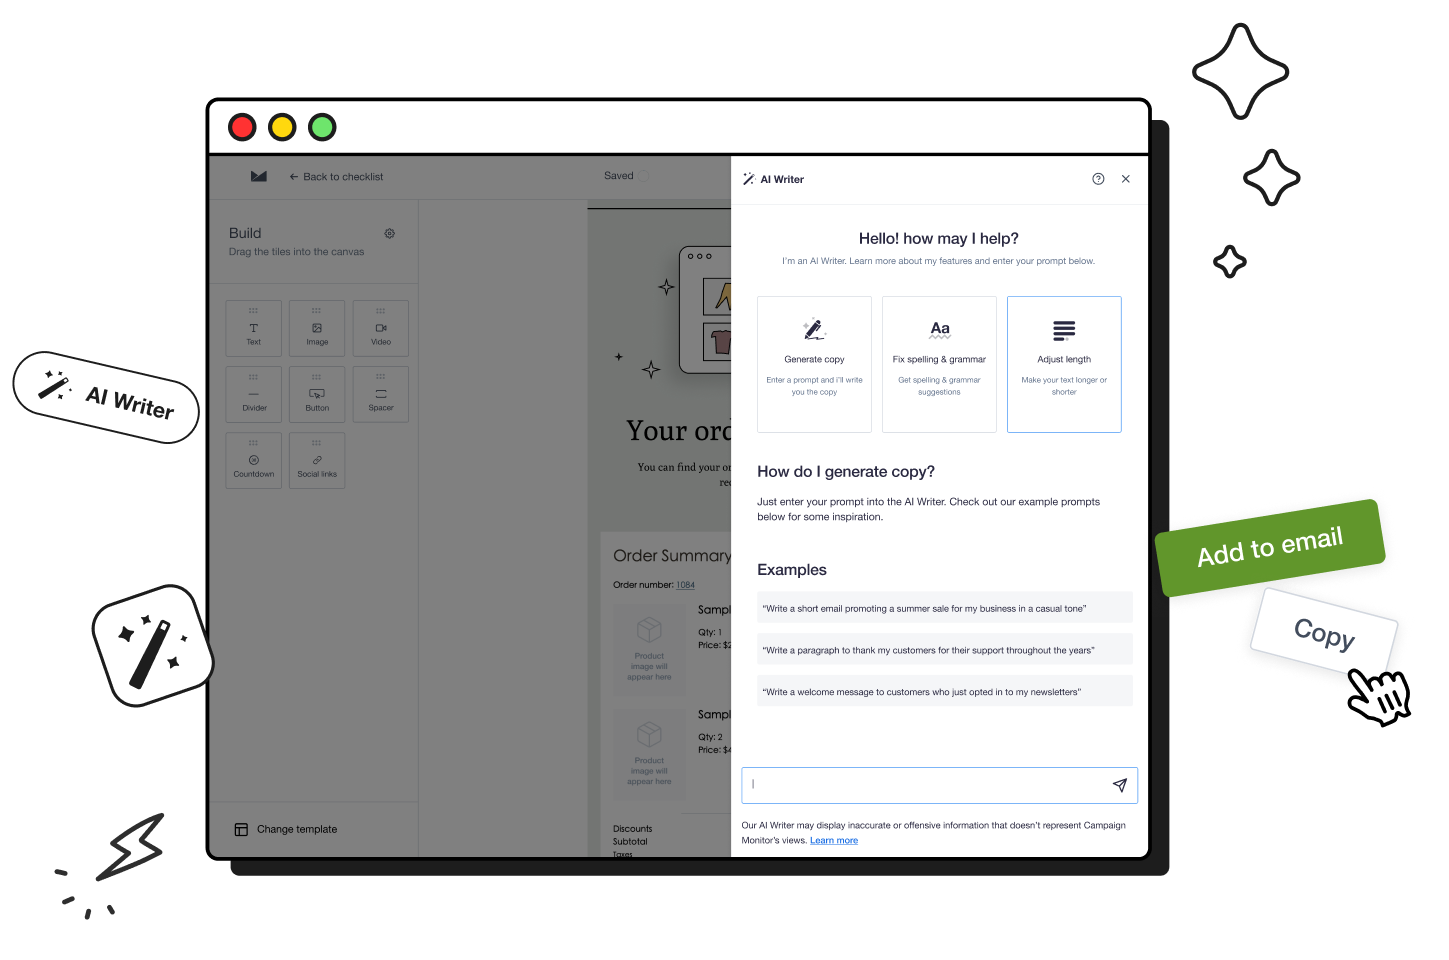 Back to checklist
Saved
AI Writer
Build
Drag the tiles into the canvas
Hello! how may I help?
I'm an AI Writer. Learn more about my features and enter your prompt below.
Text
Image
Video
Divider
Button
Spacer
Countdown
Social links
AI Writer
Generate copy
Enter a prompt and i'll write
you the copy
Aa
Fix spelling & grammar
Get spelling & grammar
suggestions
Adjust length
Make your text longer or
shorter
Your ord
You can find your or
rec
How do I generate copy?
Just enter your prompt into the AI Writer. Check out our example prompts
below for some inspiration.
Order Summary
Order number: 1084
Sampl
Qty: 1
Price: $2
Product
image will
appear here
Sampl
Qty: 2
Price: $4
Product
image will
appear here
Discounts
Subtotal
Taxes
Examples
“Write a short email promoting a summer sale for my business in a casual tone”
“Write a paragraph to thank my customers for their support throughout the years”
“Write a welcome message to customers who just opted in to my newsletters”
Add to email
Copy
Change template
Our AI Writer may display inaccurate or offensive information that doesn't represent Campaign
Monitor's views. Learn more